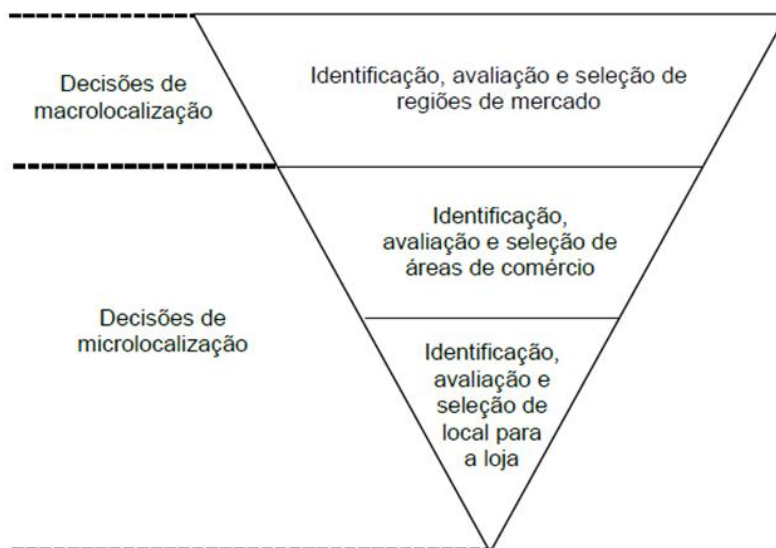 Decisões de
macrolocalização
Identificação, avaliação e seleção de
regiões de mercado
Identificação,
avaliação e seleção de
áreas de comércio
Decisões de
microlocalização
Identificação,
avaliação e
seleção de
local para
a loja